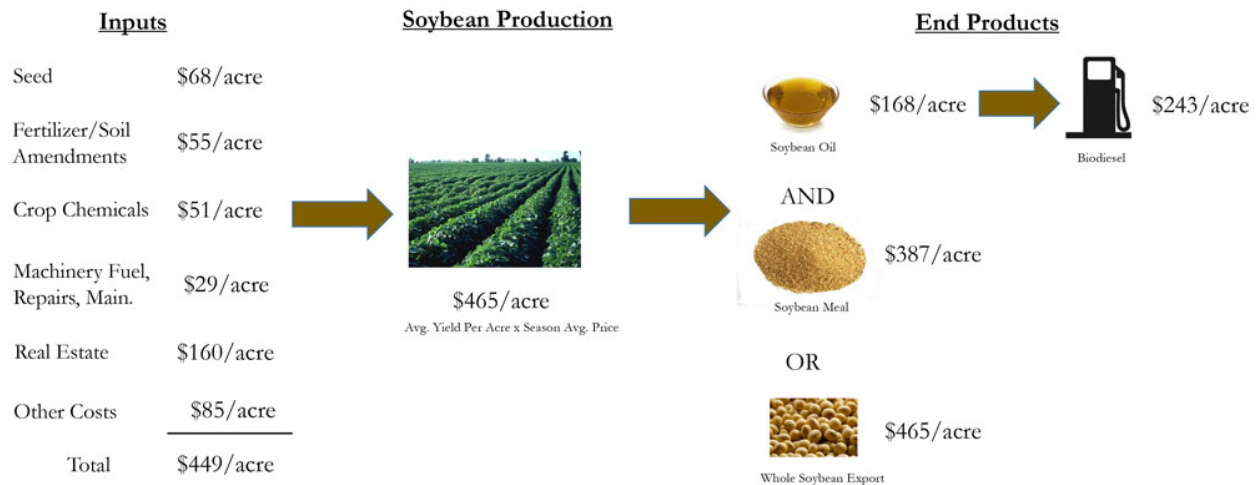 Inputs
Seed $68/acre
Fertilizer/Soil
Amendments $55/acre
Crop Chemicals $51/acre
Machinery Fuel,
Repairs, Main. $29/acre
Real Estate $160/acre
Other Costs $85/acre
Total $449/acre
Soybean Production
$465/acre
Avg. Yield Per Acre x Season Avg. Price
End Products
$168/acre
Soybean Oil
$243/acre
Biodiesel
AND
$387/acre
Soybean Meal
OR
$465/acre
Whole Soybean Export